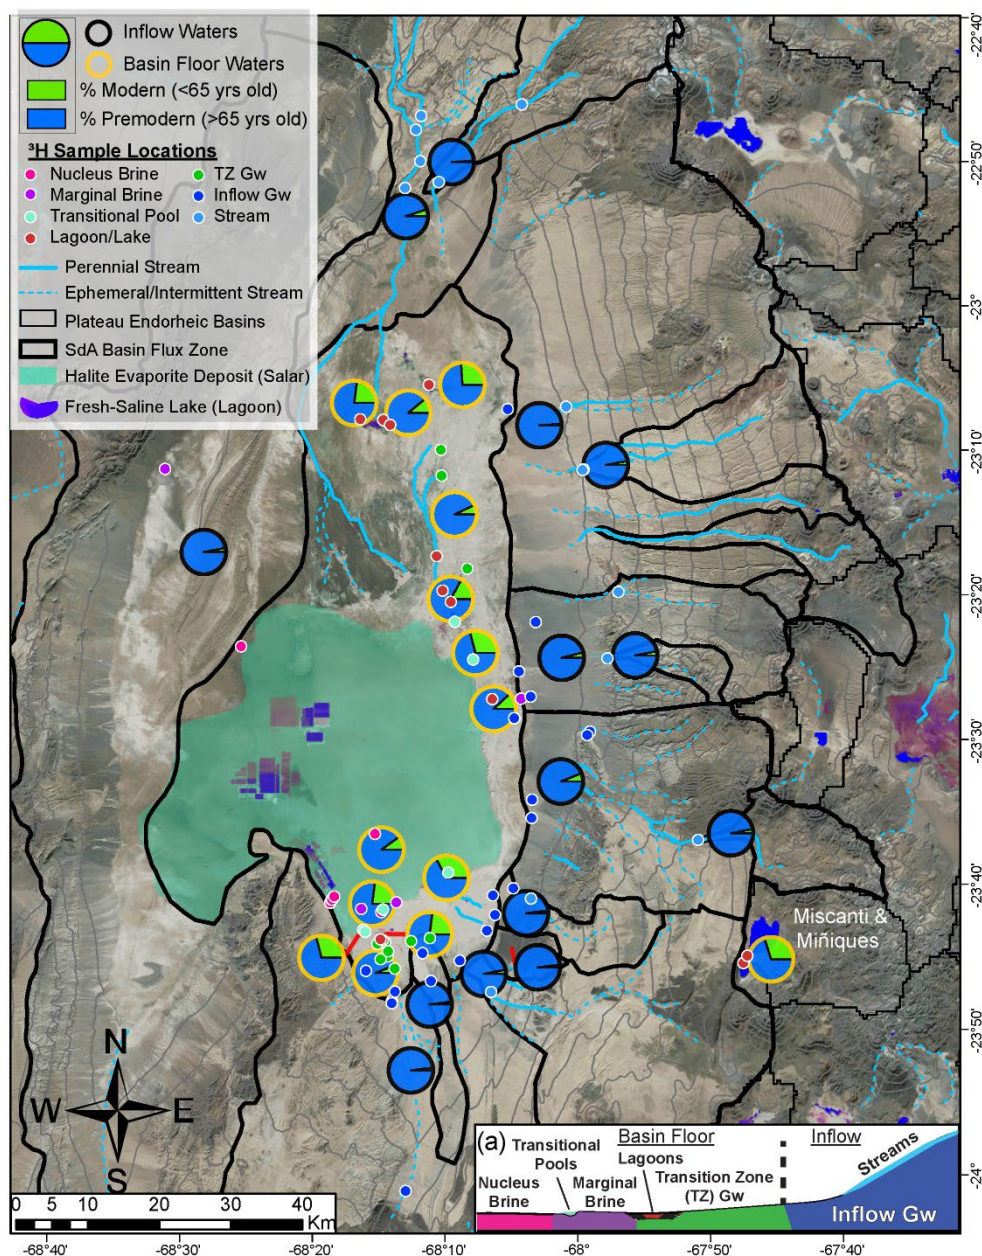 Inflow Waters
Basin Floor Waters
% Modern (<65 yrs old)
% Premodern (>65 yrs old)
³H Sample Locations
Nucleus Brine
TZ Gw
Marginal Brine
Inflow Gw
Transitional Pool
Stream
Lagoon/Lake
Perennial Stream
Ephemeral/Intermittent Stream
Plateau Endorheic Basins
SdA Basin Flux Zone
Halite Evaporite Deposit (Salar)
Fresh-Saline Lake (Lagoon)
-22°40'
-22°50'
-23°
-23°10'
-23°20'
-23°30'
-23°40'
-23°50'
-24°
Miscanti &
Miñiques
N
W
E
S
0 5 10 20 30 40
Km
(a)
Basin Floor
Inflow
Transitional
Pools
Lagoons
Streams
Nucleus
Brine
Marginal
Brine
Transition Zone
(TZ) Gw
Inflow Gw
-68°40'
-68°30'
-68°20'
-68°10'
-68°
-67°50'
-67°40'